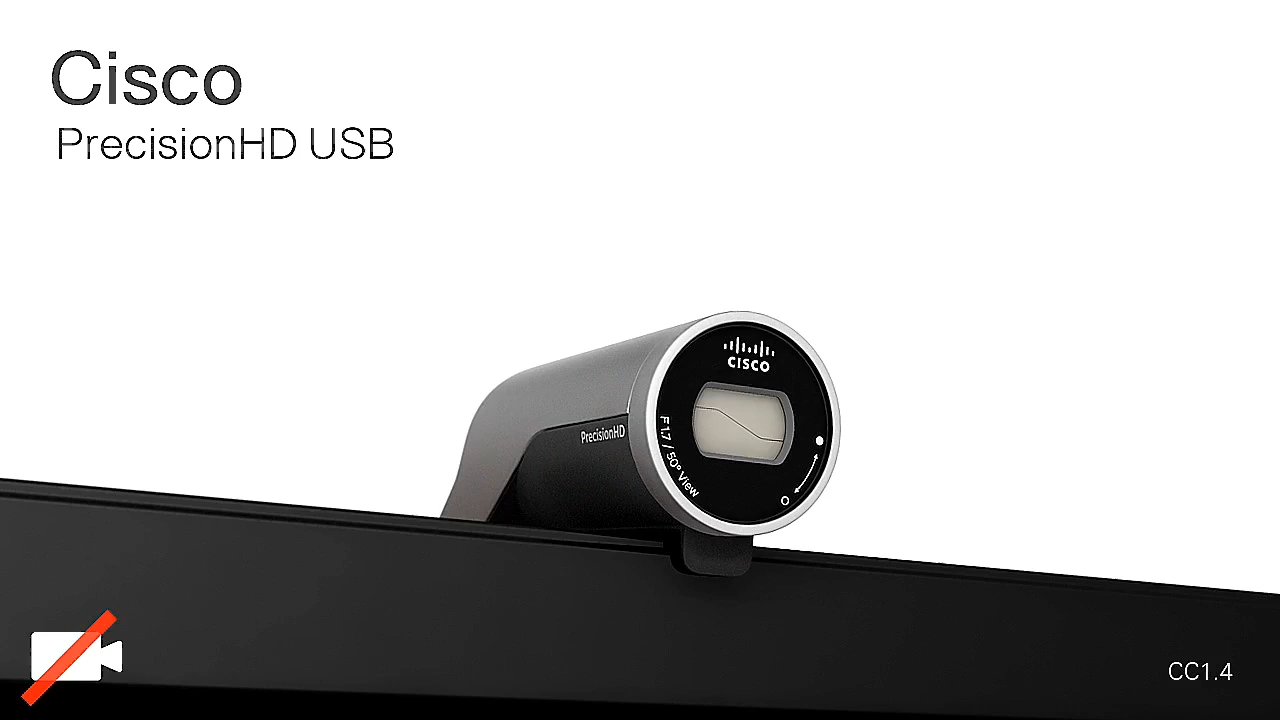 Cisco
PrecisionHD USB
CISCO
PrecisionHD
F1.7 / 50° View
CC1.4